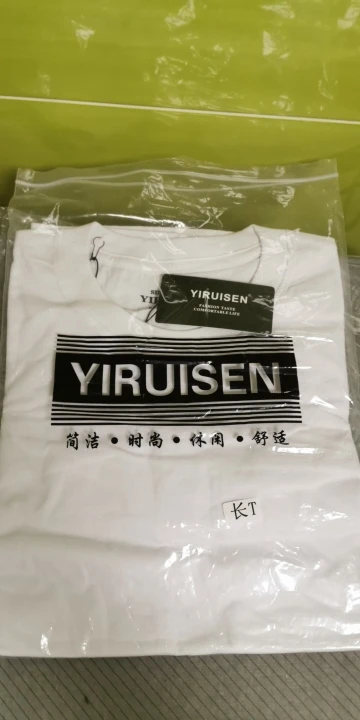 YIRUISEN
FASHION TASTE
COMFORTABLE LIFE
YIRUISEN
简洁•时尚•休闲•舒适
长T